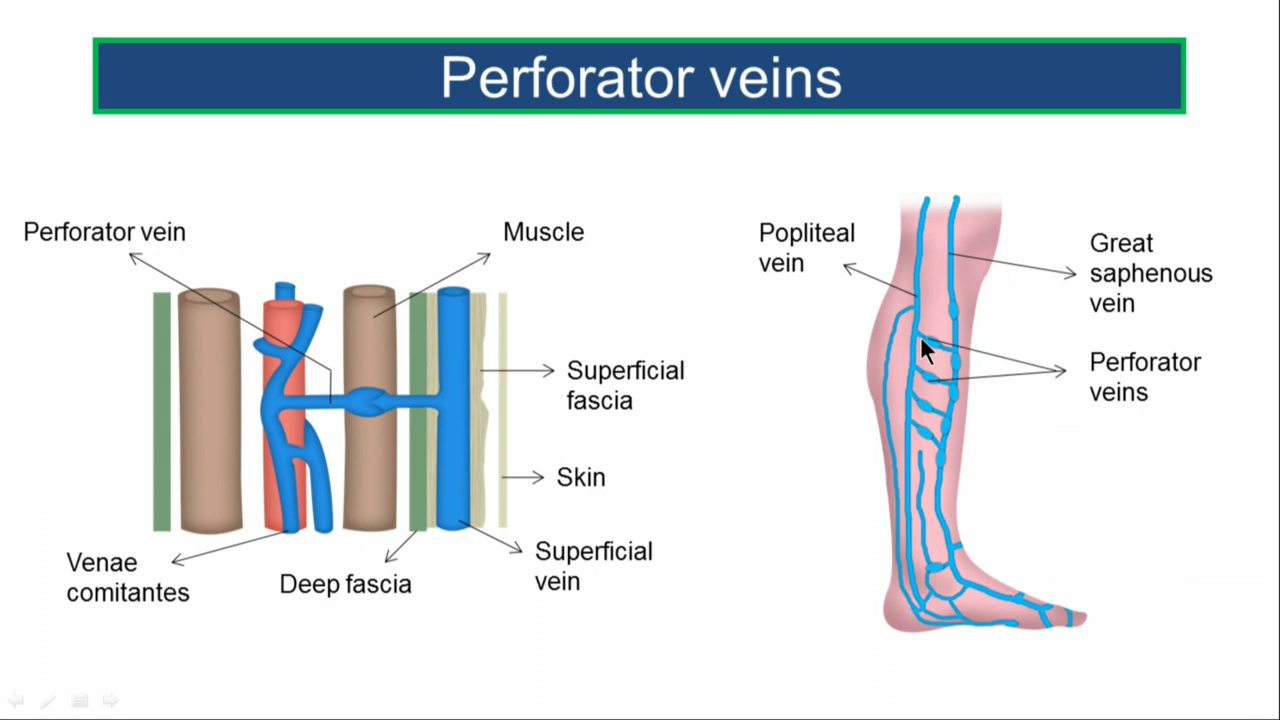 Perforator veins
Perforator vein
Muscle
Superficial
fascia
Skin
Superficial
vein
Deep fascia
Venae
comitantes
Popliteal
vein
Great
saphenous
vein
Perforator
veins